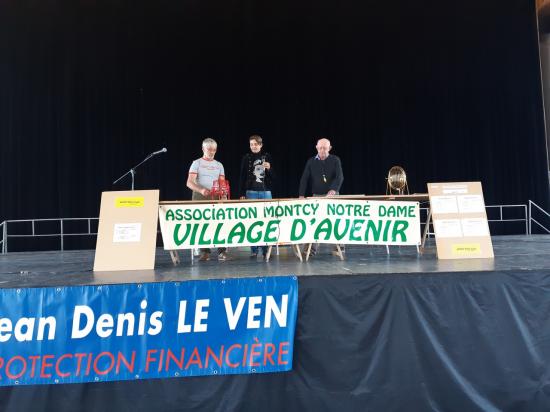 ASSOCIATION MONTCY NOTRE DAME
VILLAGE D'AVENIR
ean Denis LE VEN
ROTECTION FINANCIÈRE